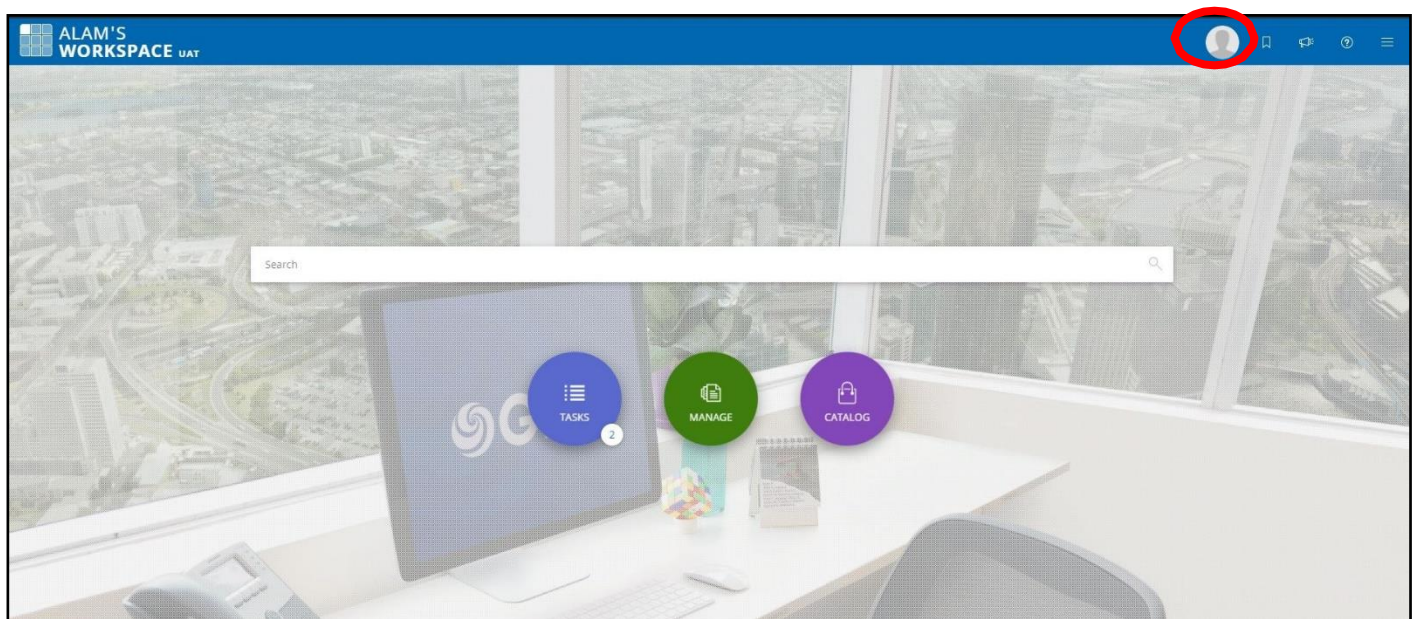 ALAM'S
WORKSPACE UAT
Search
TASKS
2
MANAGE
CATALOG